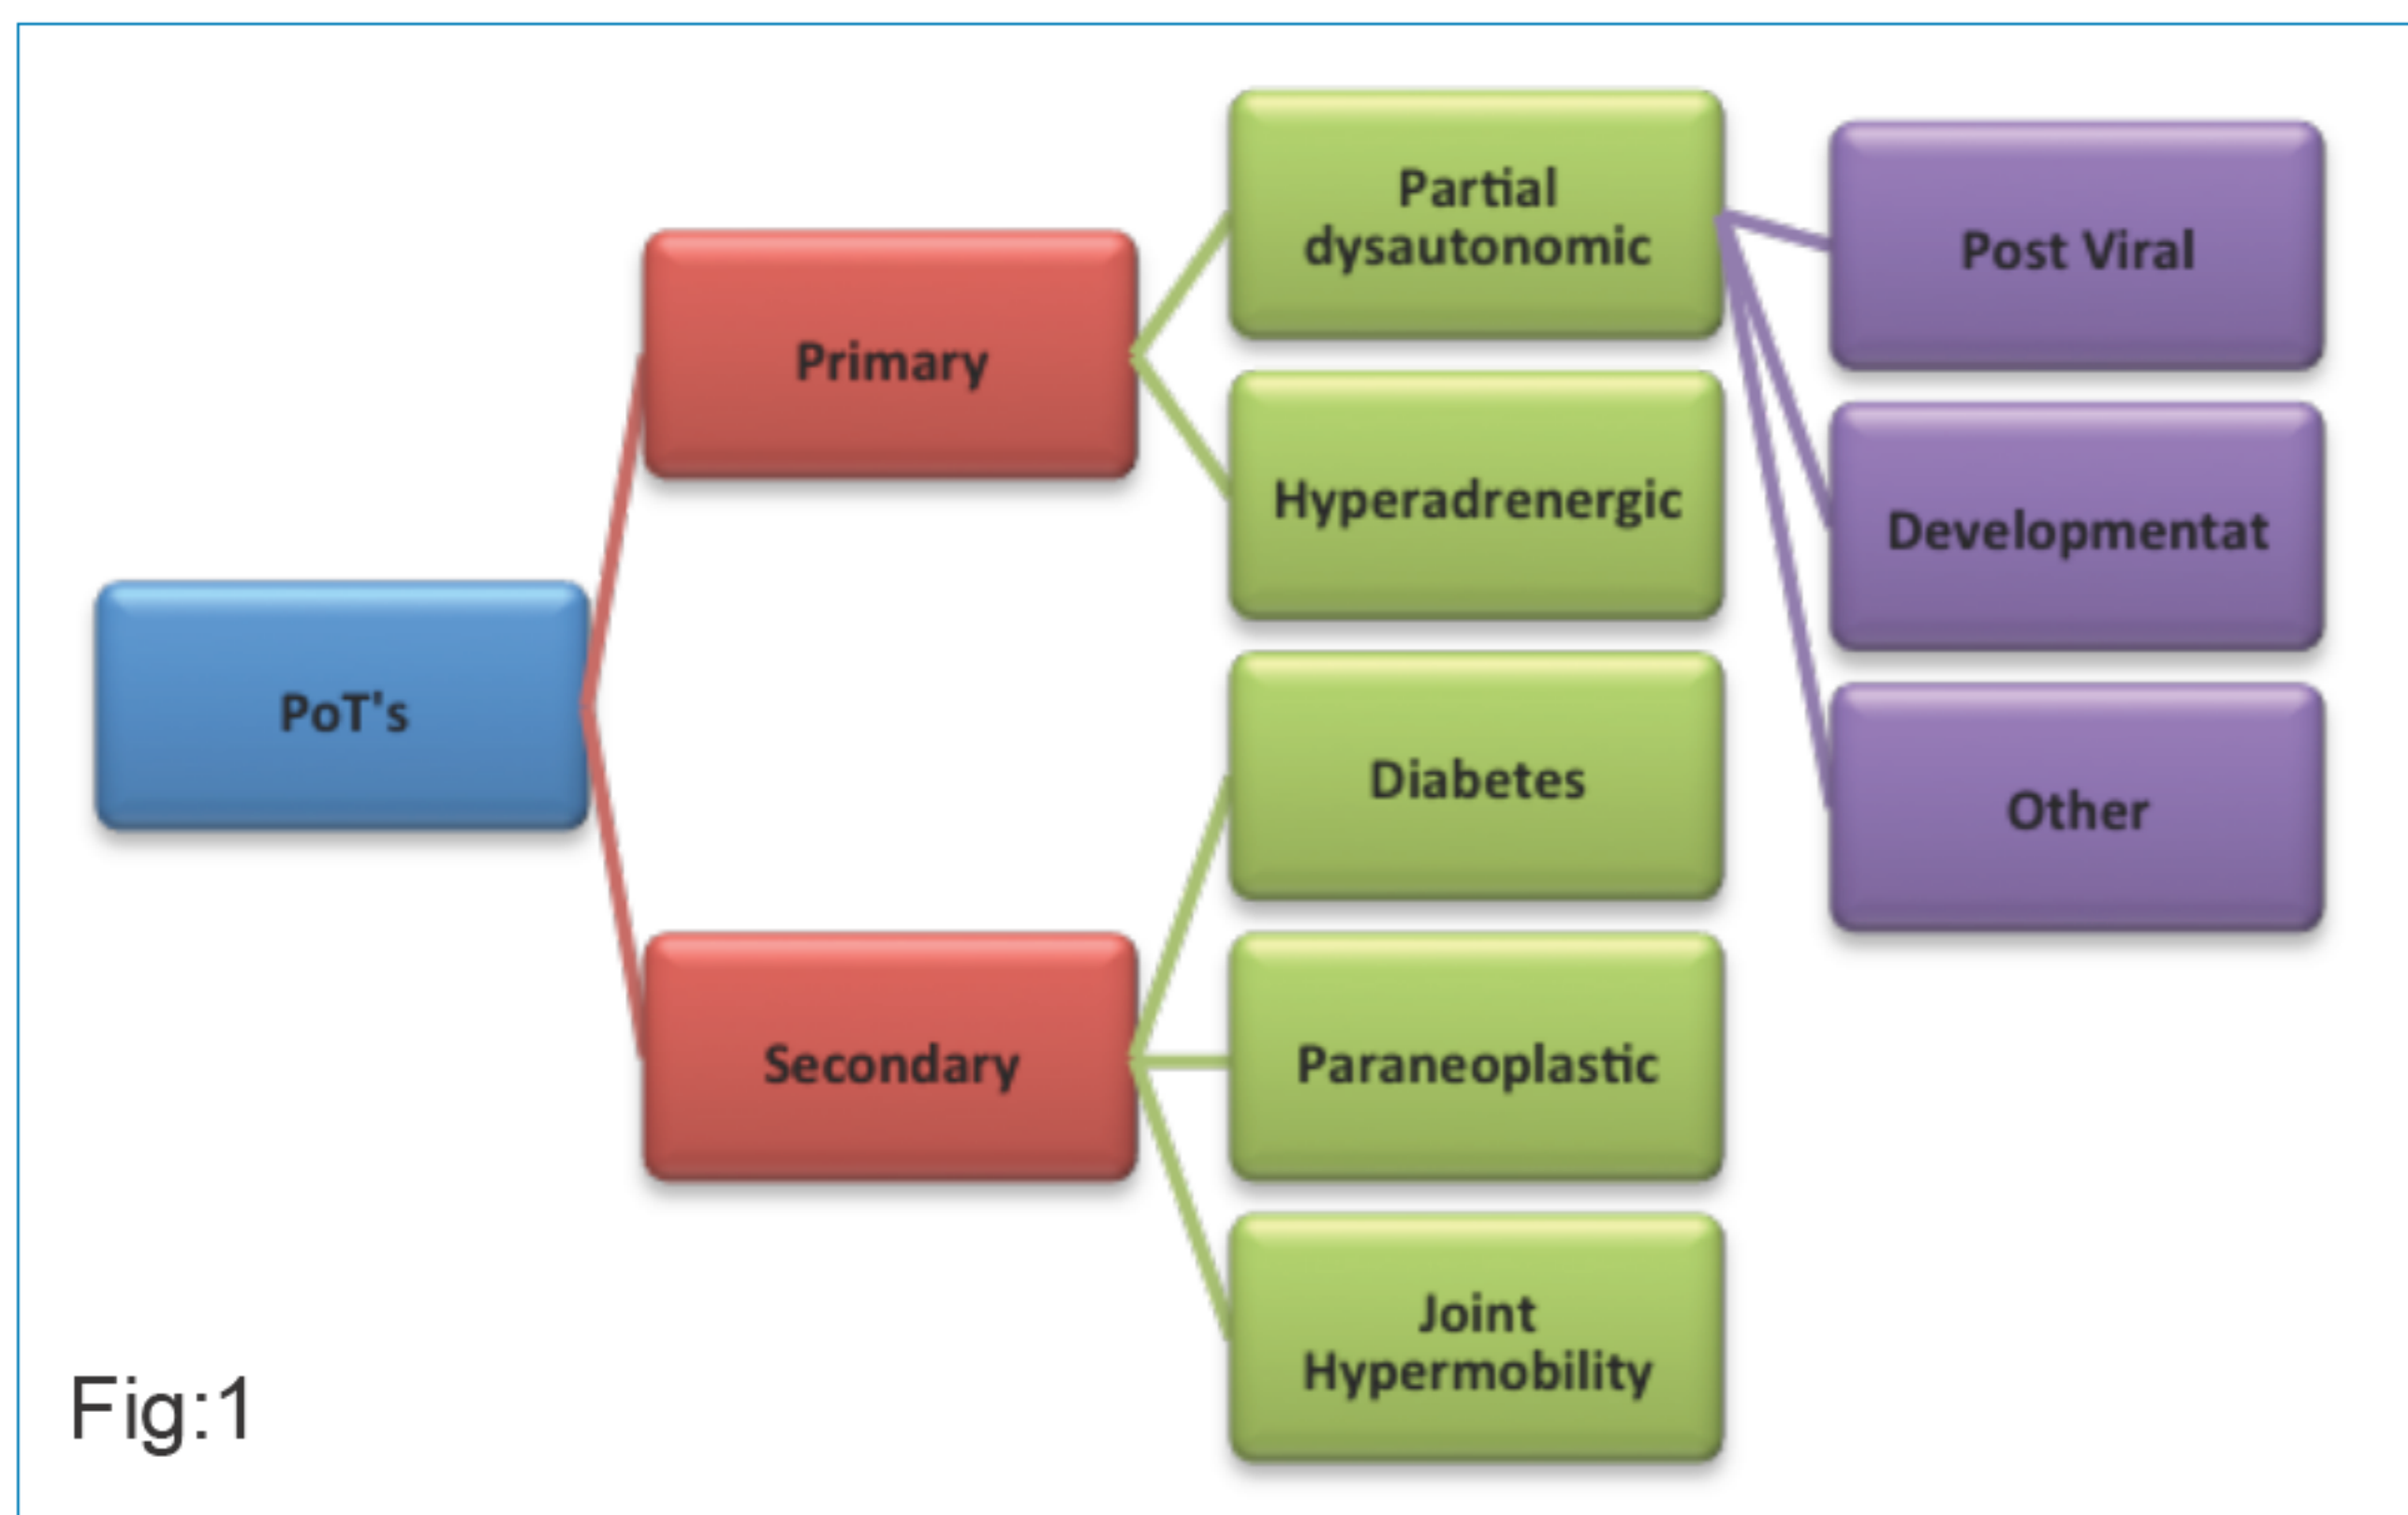 PoT's
Primary
Secondary
Partial
dysautonomic
Hyperadrenergic
Diabetes
Paraneoplastic
Joint
Hypermobility
Post Viral
Developmentat
Other
Fig:1